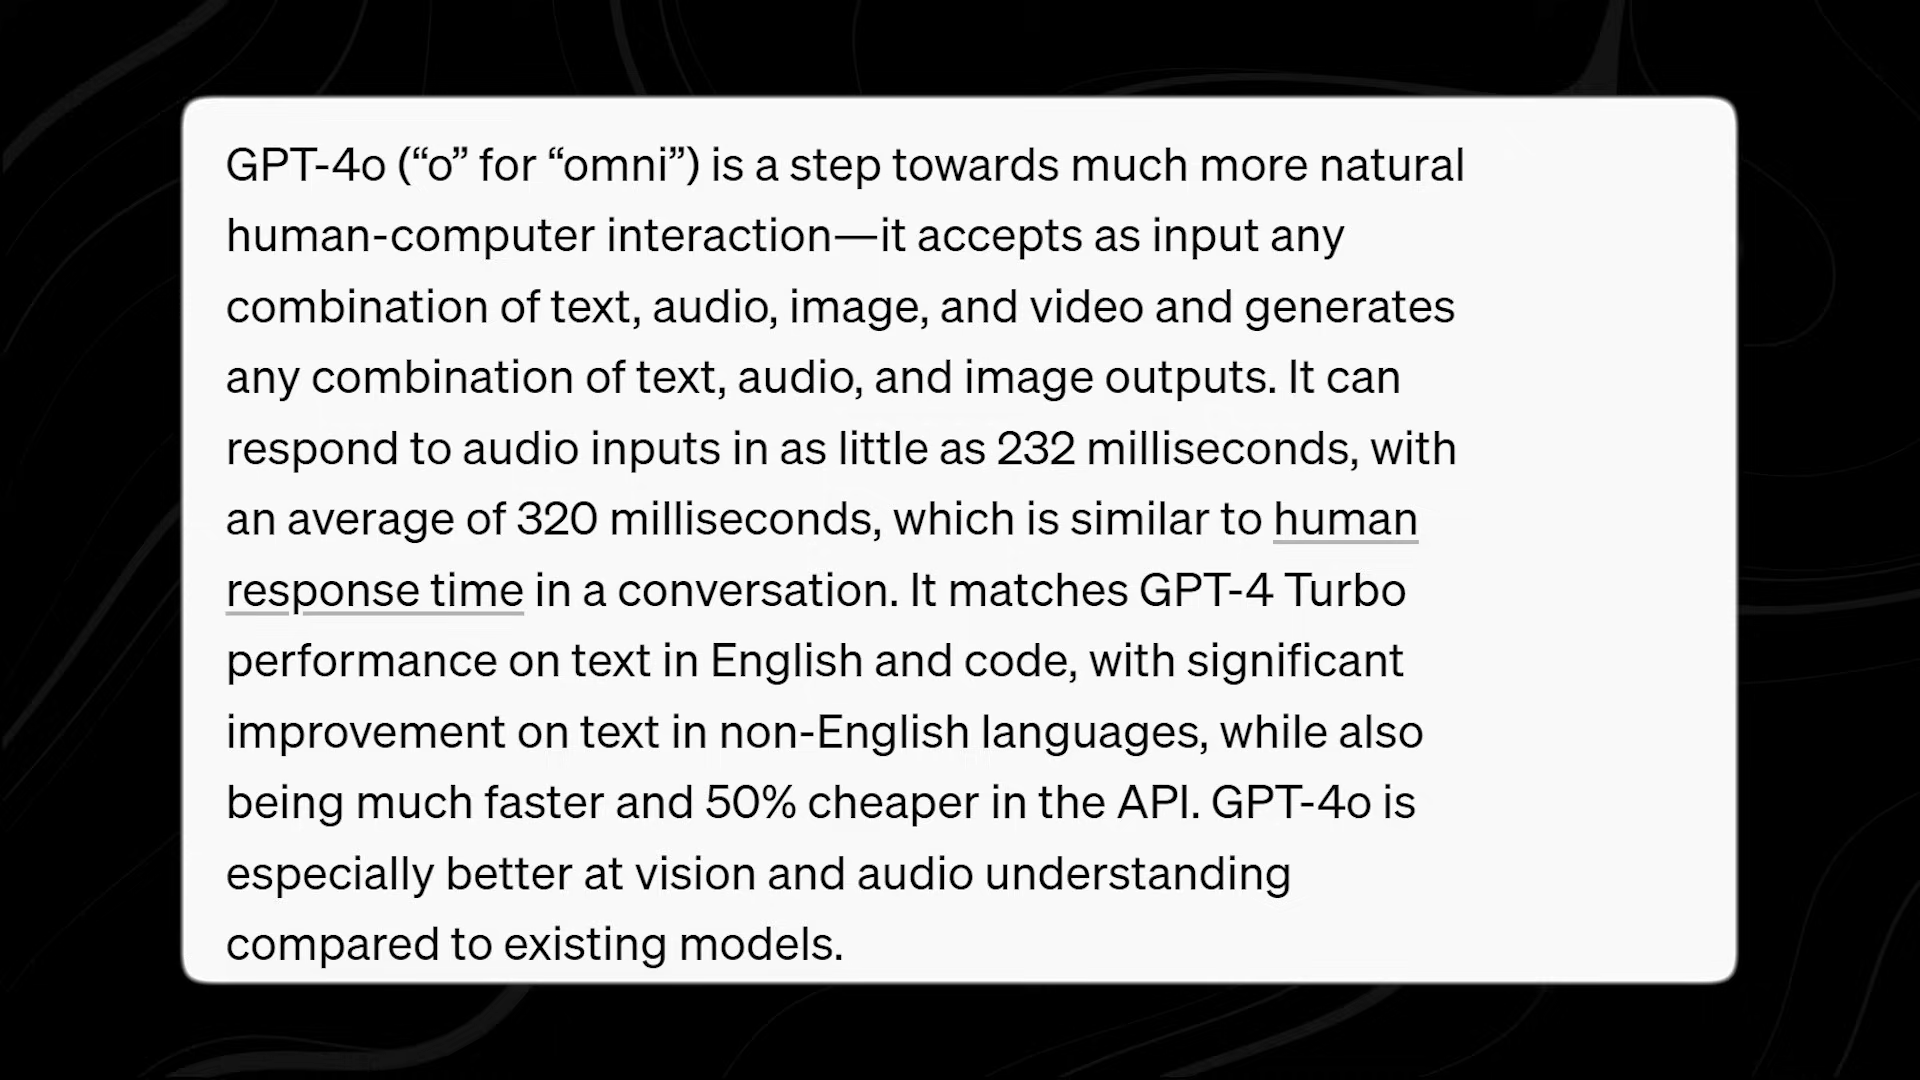 GPT-4o (“o” for “omni”) is a step towards much more natural
human-computer interaction—it accepts as input any
combination of text, audio, image, and video and generates
any combination of text, audio, and image outputs. It can
respond to audio inputs in as little as 232 milliseconds, with
an average of 320 milliseconds, which is similar to human
response time in a conversation. It matches GPT-4 Turbo
performance on text in English and code, with significant
improvement on text in non-English languages, while also
being much faster and 50% cheaper in the API. GPT-4o is
especially better at vision and audio understanding
compared to existing models.